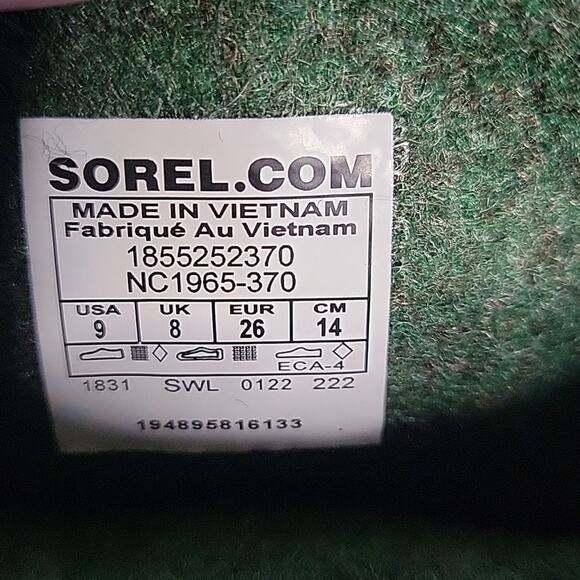 SOREL.COM
MADE IN VIETNAM
Fabriqué Au Vietnam
1855252370
NC1965-370
USA UK EUR CM
9 8 26 14
ECA-4
1831 SWL 0122 222
194895816133